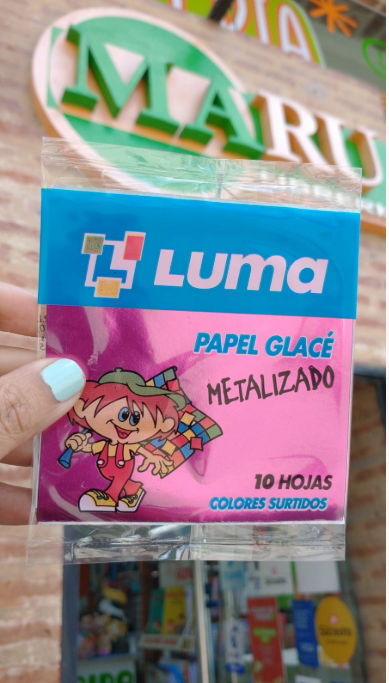 MARU
Luma
PAPEL GLACÉ
METALIZADO
10 HOJAS
COLORES SURTIDOS